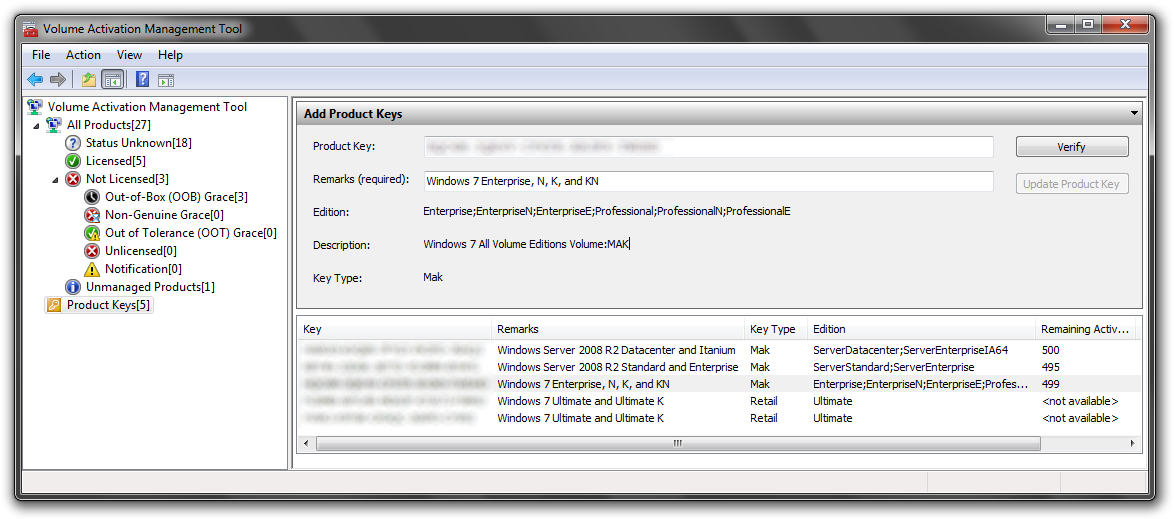 Volume Activation Management Tool
File Action View Help
Volume Activation Management Tool
All Products[27]
Status Unknown[18]
Licensed[5]
Not Licensed[3]
Out-of-Box (OOB) Grace[3]
Non-Genuine Grace[0]
Out of Tolerance (OOT) Grace[0]
Unlicensed[0]
Notification[0]
Unmanaged Products[1]
Product Keys[5]
Add Product Keys
Product Key: Verify
Remarks (required): Windows 7 Enterprise, N, K, and KN Update Product Key
Edition: Enterprise;EnterpriseN;EnterpriseE;Professional;ProfessionalN;ProfessionalE
Description: Windows 7 All Volume Editions Volume:MAK
Key Type: Mak
Key Remarks Key Type Edition Remaining Activ...
Windows Server 2008 R2 Datacenter and Itanium Mak ServerDatacenter;ServerEnterpriseIA64 500
Windows Server 2008 R2 Standard and Enterprise Mak ServerStandard;ServerEnterprise 495
Windows 7 Enterprise, N, K, and KN Mak Enterprise;EnterpriseN;EnterpriseE;Profes... 499
Windows 7 Ultimate and Ultimate K Retail Ultimate <not available>
Windows 7 Ultimate and Ultimate K Retail Ultimate <not available>